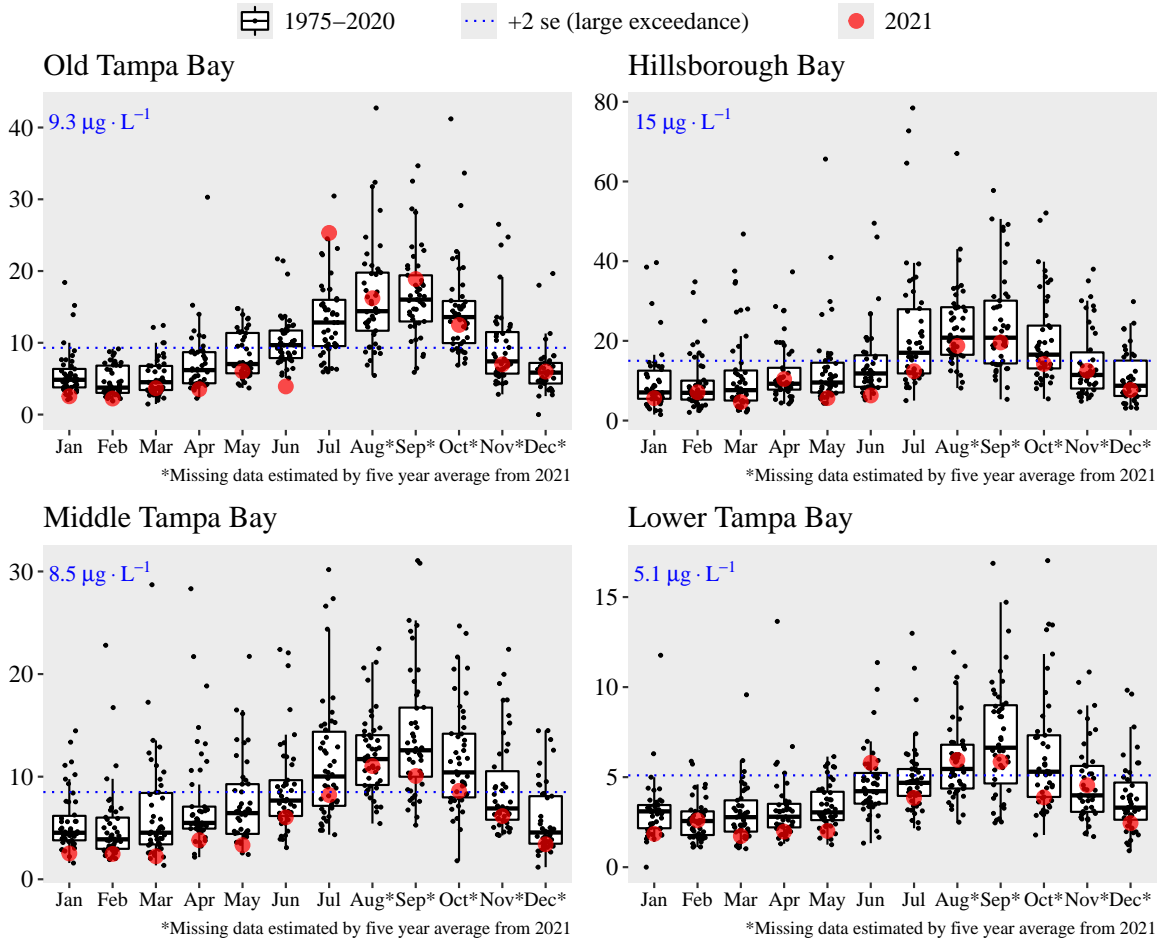 1975−2020 +2 se (large exceedance) 2021
Old Tampa Bay
9.3 μg · L⁻¹
40
30
20
10
0
Jan Feb Mar Apr May Jun Jul Aug* Sep* Oct* Nov* Dec*
*Missing data estimated by five year average from 2021
Hillsborough Bay
15 μg · L⁻¹
80
60
40
20
0
Jan Feb Mar Apr May Jun Jul Aug* Sep* Oct* Nov* Dec*
*Missing data estimated by five year average from 2021
Middle Tampa Bay
8.5 μg · L⁻¹
30
20
10
0
Jan Feb Mar Apr May Jun Jul Aug* Sep* Oct* Nov* Dec*
*Missing data estimated by five year average from 2021
Lower Tampa Bay
5.1 μg · L⁻¹
15
10
5
0
Jan Feb Mar Apr May Jun Jul Aug* Sep* Oct* Nov* Dec*
*Missing data estimated by five year average from 2021